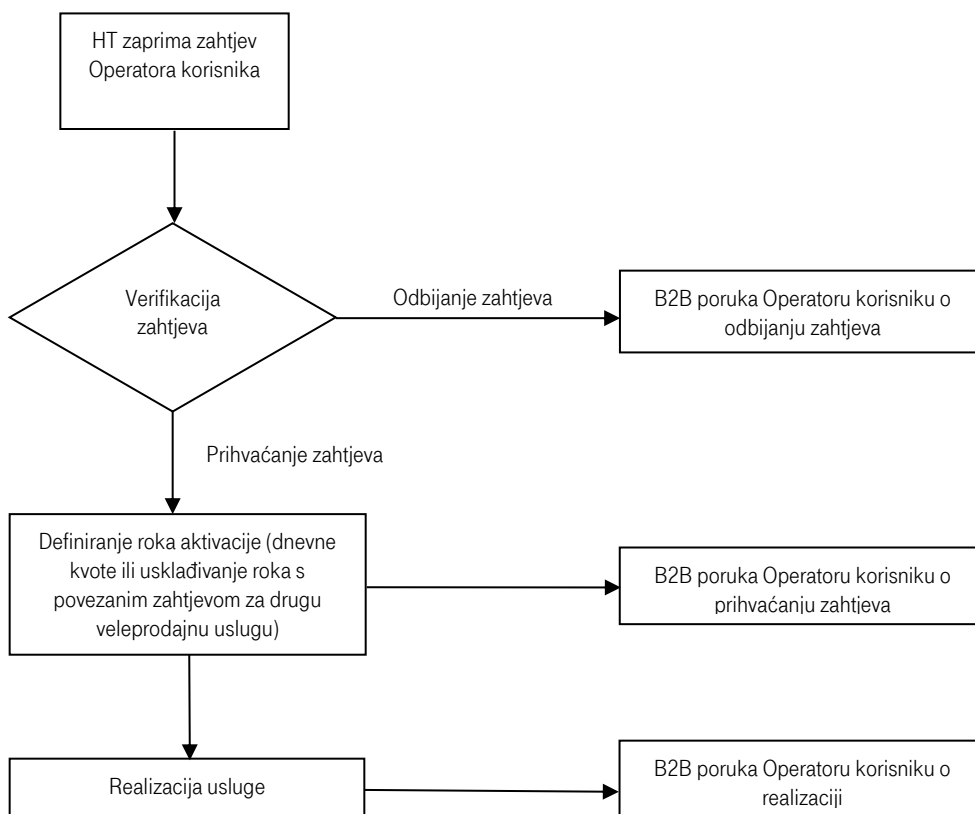 HT zaprima zahtjev
Operatora korisnika
Verifikacija
zahtjeva
Odbijanje zahtjeva
B2B poruka Operatoru korisniku o
odbijanju zahtjeva
Prihvaćanje zahtjeva
Definiranje roka aktivacije (dnevne
kvote ili usklađivanje roka s
povezanim zahtjevom za drugu
veleprodajnu uslugu)
B2B poruka Operatoru korisniku o
prihvaćanju zahtjeva
Realizacija usluge
B2B poruka Operatoru korisniku o
realizaciji